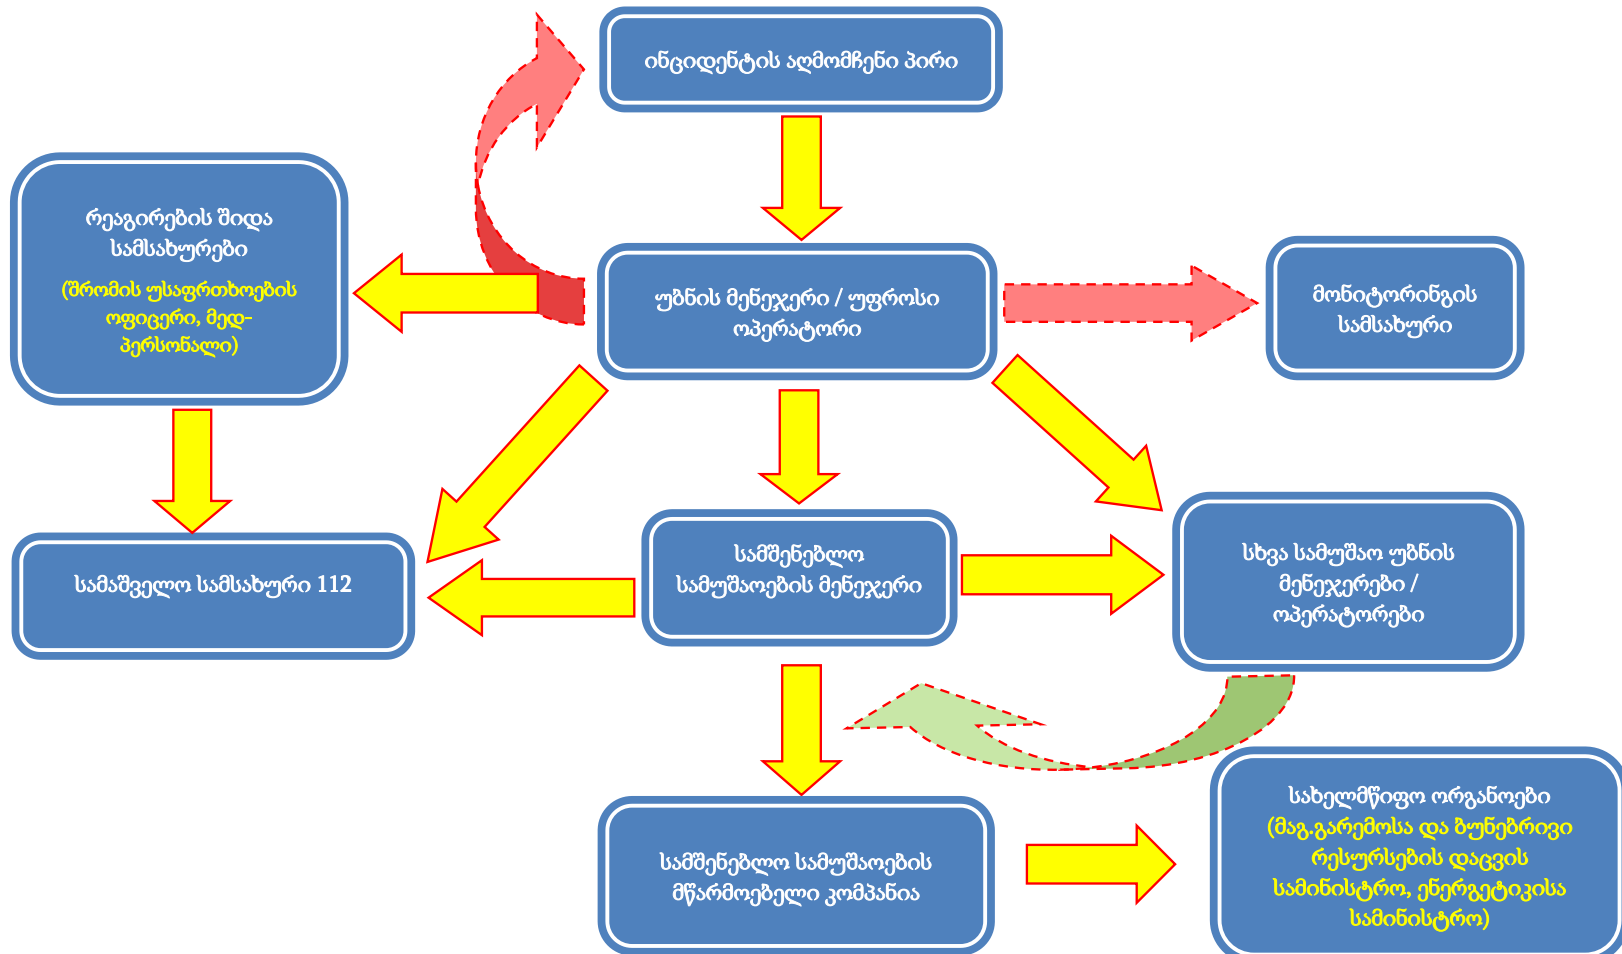 ინციდენტის აღმომჩენი პირი
რეაგირების შიდა
სამსახურები
(შრომის უსაფრთხოების
ოფიცერი, მედ-
პერსონალი)
უბნის მენეჯერი / უფროსი
ოპერატორი
მონიტორინგის
სამსახური
სამაშველო სამსახური 112
სამშენებლო
სამუშაოების მენეჯერი
სხვა სამუშაო უბნის
მენეჯერები /
ოპერატორები
სამშენებლო სამუშაოების
მწარმოებელი კომპანია
სახელმწიფო ორგანოები
(მაგ.გარემოსა და ბუნებრივი
რესურსების დაცვის
სამინისტრო, ენერგეტიკისა
სამინისტრო)